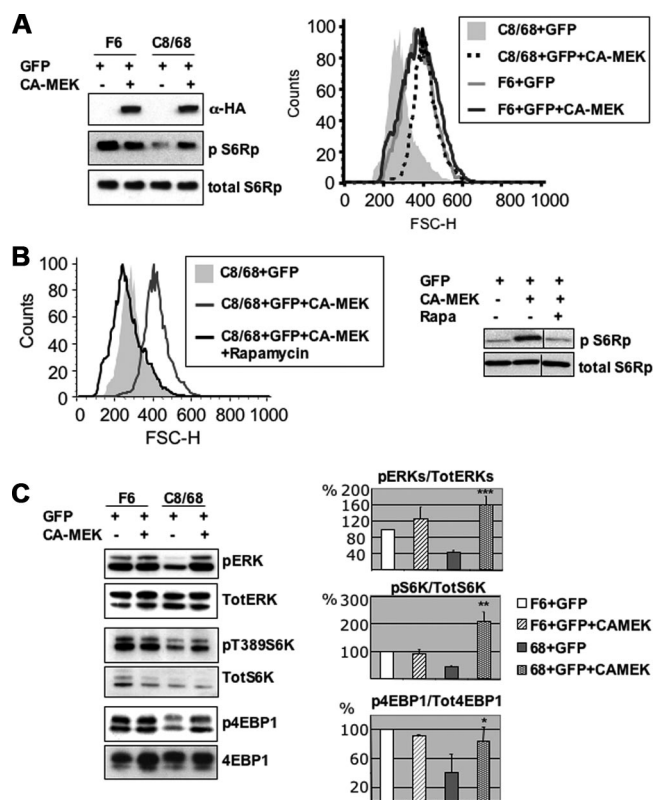 A
F6 C8/68
GFP + + + +
CA-MEK - + - +
α-HA
p S6Rp
total S6Rp
Counts
100
80
60
40
20
0
0 200 400 600 800 1000
FSC-H
C8/68+GFP
C8/68+GFP+CA-MEK
F6+GFP
F6+GFP+CA-MEK
B
Counts
100
80
60
40
20
0
0 200 400 600 800 1000
FSC-H
C8/68+GFP
C8/68+GFP+CA-MEK
C8/68+GFP+CA-MEK
+Rapamycin
GFP + + +
CA-MEK - + +
Rapa - - +
p S6Rp
total S6Rp
C
F6 C8/68
GFP + + + +
CA-MEK - + - +
pERK
TotERK
pT389S6K
TotS6K
p4EBP1
4EBP1
pERKs/TotERKs
%
200
160
120
80
40
***
pS6K/TotS6K
%
300
200
100
**
p4EBP1/Tot4EBP1
%
100
60
20
*
F6+GFP
F6+GFP+CAMEK
68+GFP
68+GFP+CAMEK